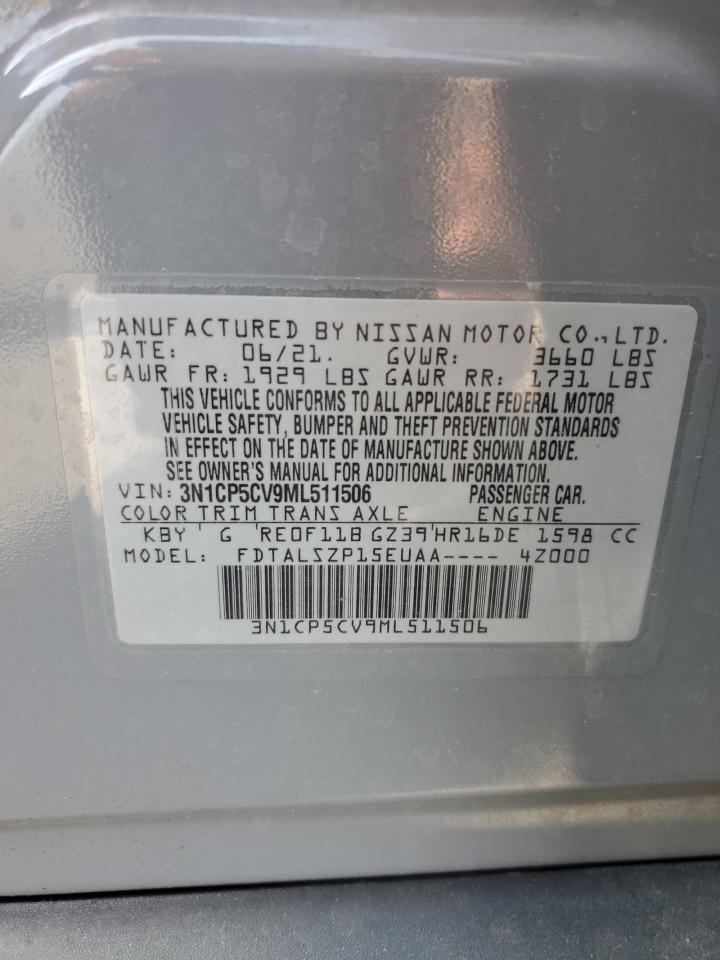 MANUFACTURED BY NISSAN MOTOR CO.,LTD.
DATE: 06/21. GVWR: 3660 LBS
GAWR FR: 1929 LBS GAWR RR: 1731 LBS
THIS VEHICLE CONFORMS TO ALL APPLICABLE FEDERAL MOTOR
VEHICLE SAFETY, BUMPER AND THEFT PREVENTION STANDARDS
IN EFFECT ON THE DATE OF MANUFACTURE SHOWN ABOVE.
SEE OWNER'S MANUAL FOR ADDITIONAL INFORMATION.
VIN: 3N1CP5CV9ML511506 PASSENGER CAR.
COLOR TRIM TRANS AXLE ENGINE
KBY G RE0F11B GZ39 HR16DE 1598 CC
MODEL: FDTALSZP15EUAA---- 4Z000
3N1CP5CV9ML511506